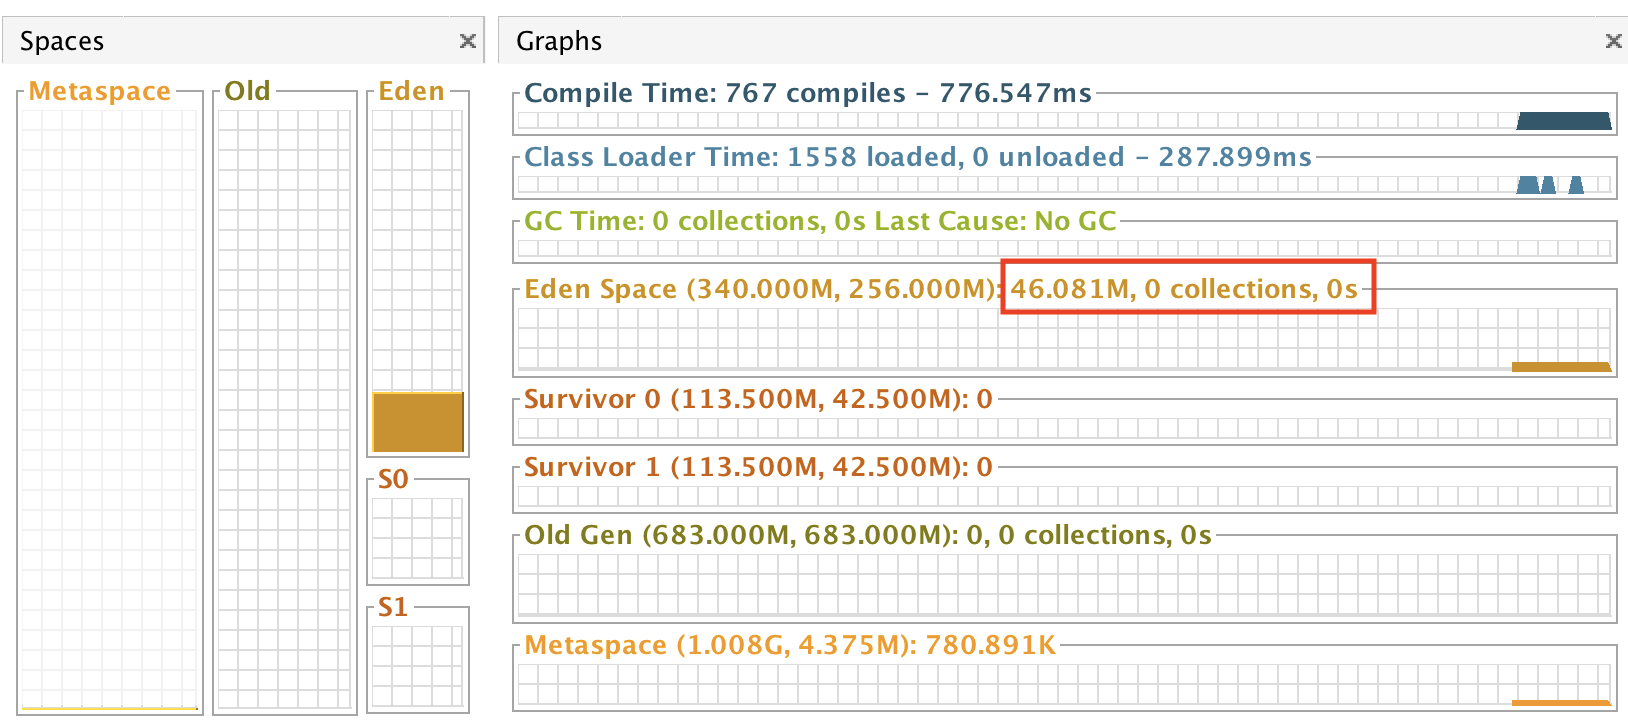 Spaces
Metaspace
Old
Eden
S0
S1
Graphs
Compile Time: 767 compiles – 776.547ms
Class Loader Time: 1558 loaded, 0 unloaded – 287.899ms
GC Time: 0 collections, 0s Last Cause: No GC
Eden Space (340.000M, 256.000M): 46.081M, 0 collections, 0s
Survivor 0 (113.500M, 42.500M): 0
Survivor 1 (113.500M, 42.500M): 0
Old Gen (683.000M, 683.000M): 0, 0 collections, 0s
Metaspace (1.008G, 4.375M): 780.891K